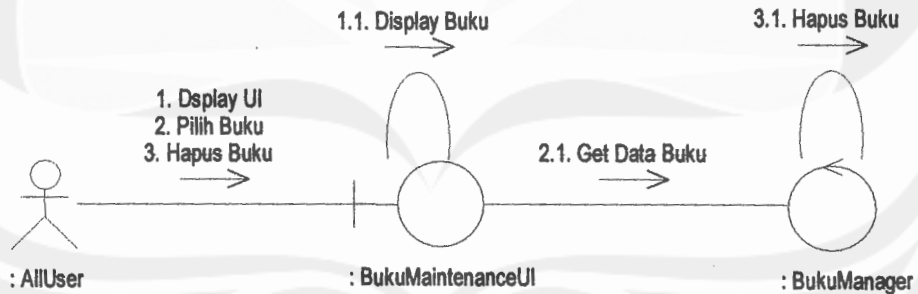 1.1. Display Buku
3.1. Hapus Buku
1. Dsplay UI
2. Pilih Buku
3. Hapus Buku
2.1. Get Data Buku
: AllUser
: BukuMaintenanceUI
: BukuManager